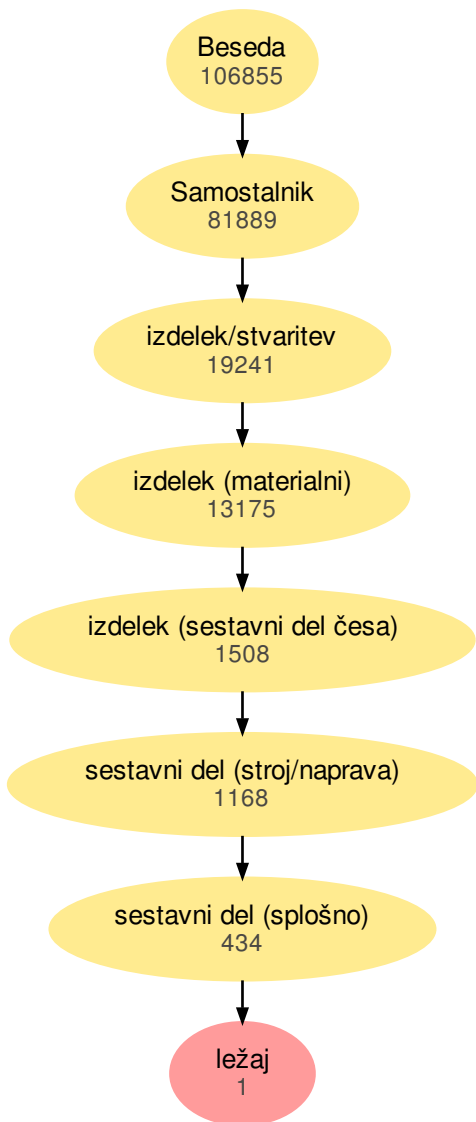 Beseda
106855
Samostalnik
81889
izdelek/stvaritev
19241
izdelek (materialni)
13175
izdelek (sestavni del česa)
1508
sestavni del (stroj/naprava)
1168
sestavni del (splošno)
434
ležaj
1